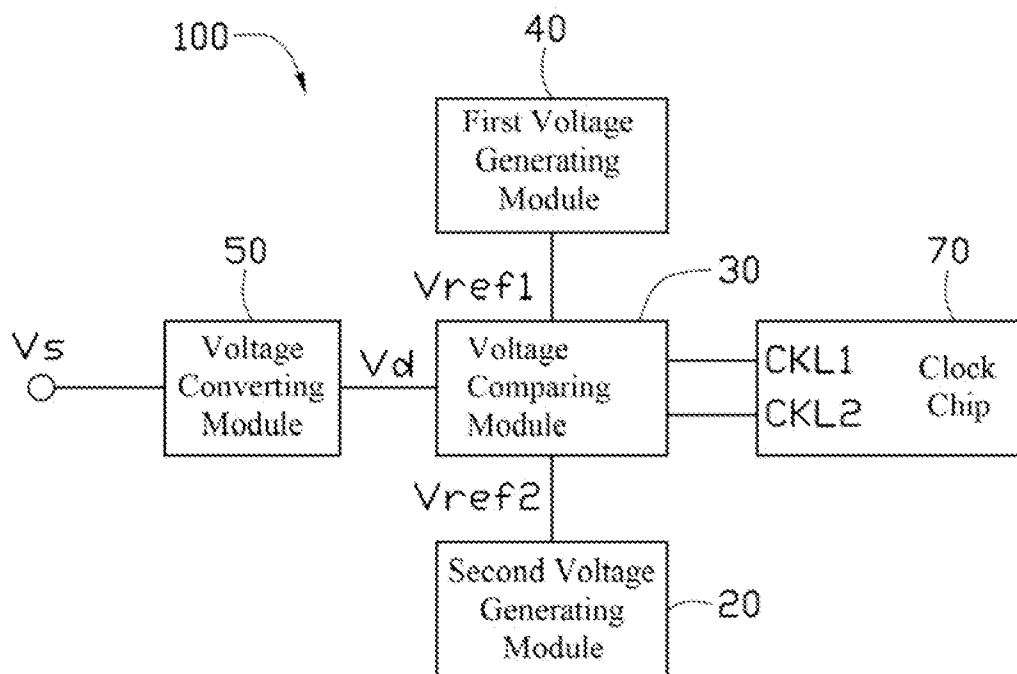 100
40
First Voltage
Generating
Module
50
Vref1
30
70
Vs
Voltage
Converting
Module
Vd
Voltage
Comparing
Module
CKL1
CKL2
Clock
Chip
Vref2
Second Voltage
Generating
Module
20